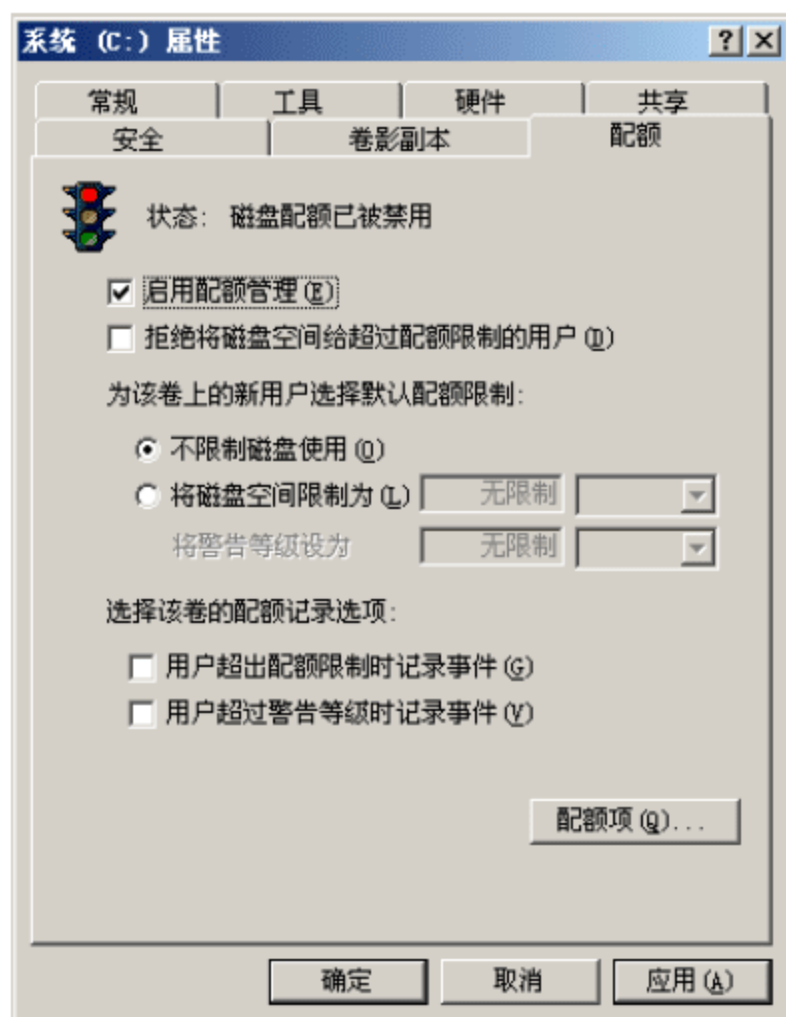 系统 (C:) 属性
常规 工具 硬件 共享
安全 卷影副本 配额
状态: 磁盘配额已被禁用
启用配额管理(E)
拒绝将磁盘空间给超过配额限制的用户(D)
为该卷上的新用户选择默认配额限制:
不限制磁盘使用(O)
将磁盘空间限制为(L) 无限制
将警告等级设为 无限制
选择该卷的配额记录选项:
用户超出配额限制时记录事件(G)
用户超过警告等级时记录事件(V)
配额项(Q)...
确定 取消 应用(A)